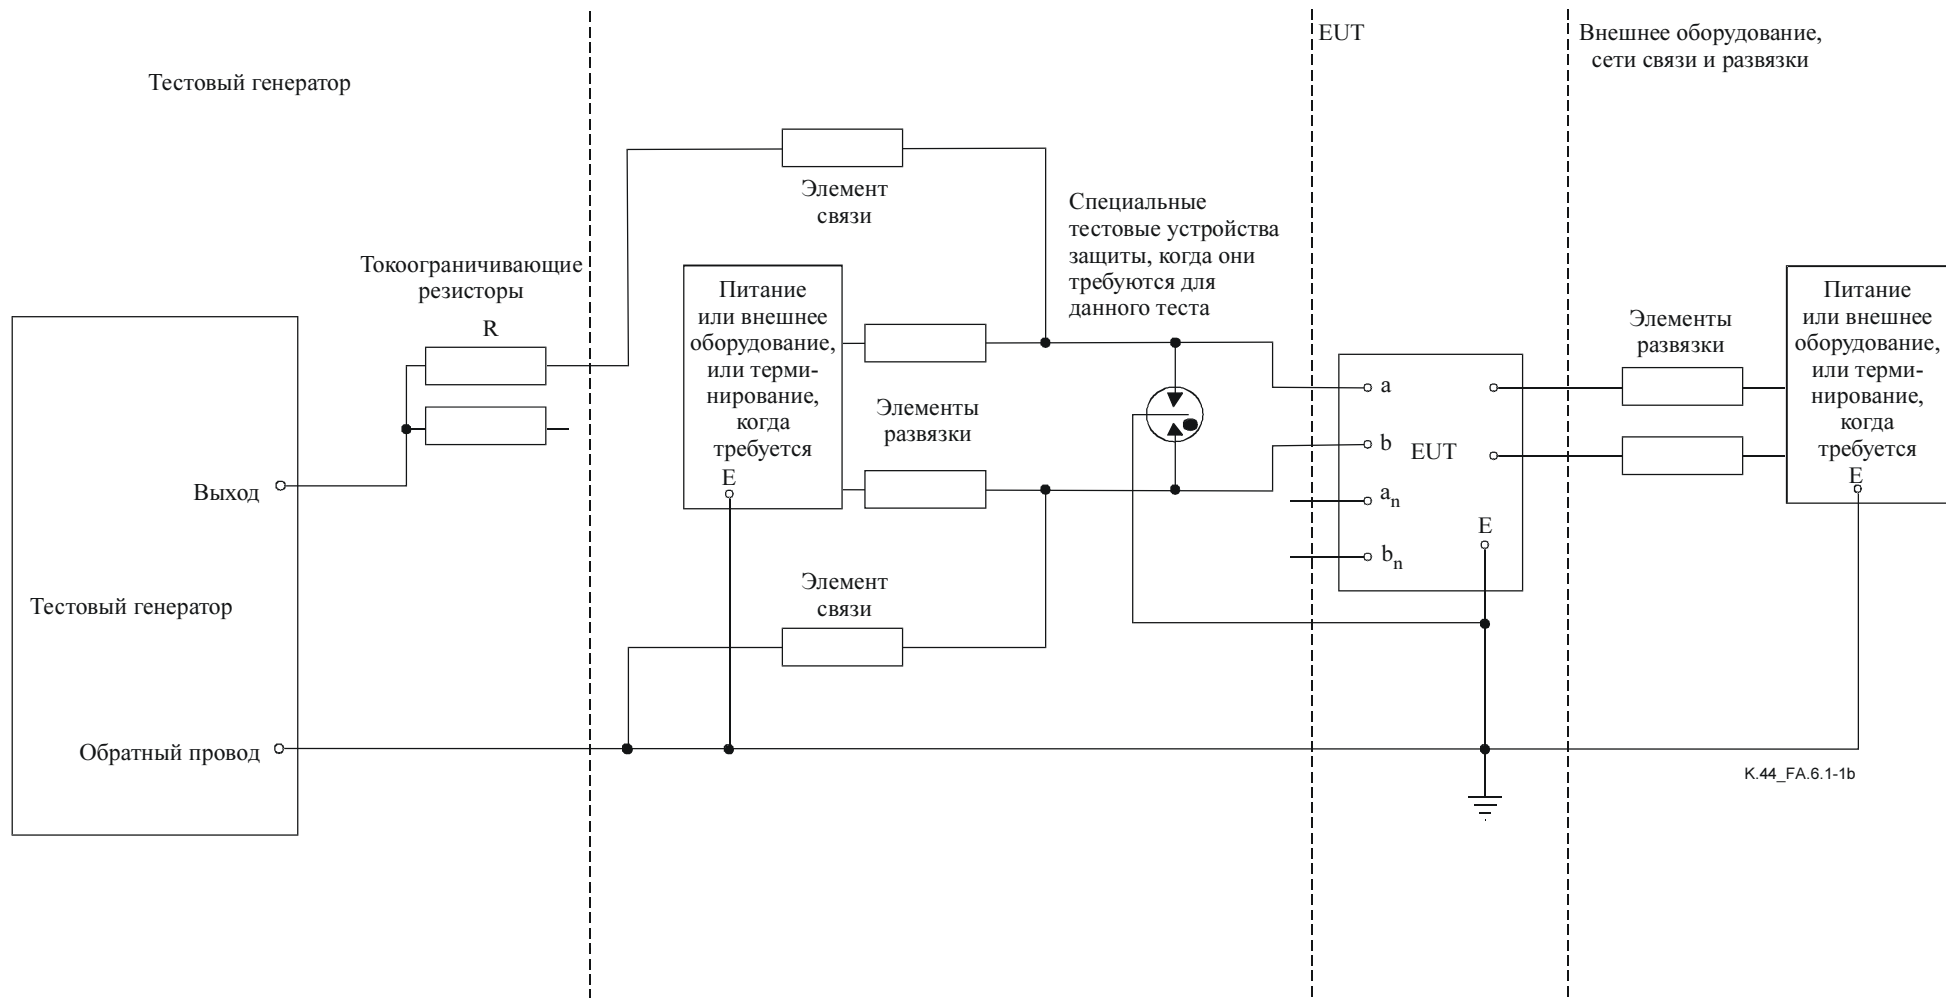 EUT
Внешнее оборудование,
сети связи и развязки
Тестовый генератор
Элемент
связи
Специальные
тестовые устройства
защиты, когда они
требуются для
данного теста
Токоограничивающие
резисторы
R
Питание
или внешнее
оборудование,
или терми-
нирование,
когда
требуется
E
Элементы
развязки
a
b
EUT
a_n
b_n
E
Элементы
развязки
Питание
или внешнее
оборудование,
или терми-
нирование,
когда
требуется
E
Выход
Элемент
связи
Тестовый генератор
Обратный провод
K.44_FA.6.1-1b